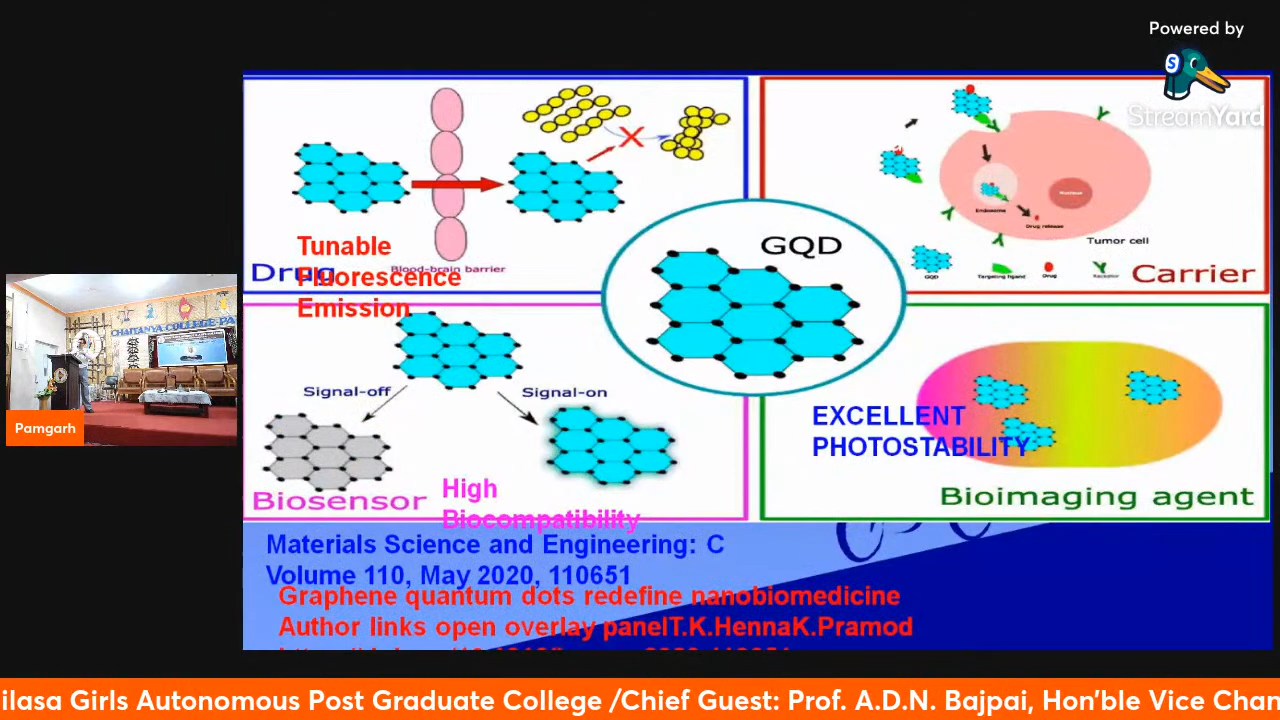 Powered by
StreamYard
Tunable
Fluorescence
Emission
Drug
Blood-brain barrier
GQD
Nucleus
Endosome
Drug release
Tumor cell
GQD
Targeting ligand
Drug
Receptor
Carrier
Signal-off
Signal-on
Biosensor
High
Biocompatibility
EXCELLENT
PHOTOSTABILITY
Bioimaging agent
CHAITANYA COLLEGE PA
Pamgarh
Materials Science and Engineering: C
Volume 110, May 2020, 110651
Graphene quantum dots redefine nanobiomedicine
Author links open overlay panelT.K.HennaK.Pramod
ilasa Girls Autonomous Post Graduate College /Chief Guest: Prof. A.D.N. Bajpai, Hon'ble Vice Chan